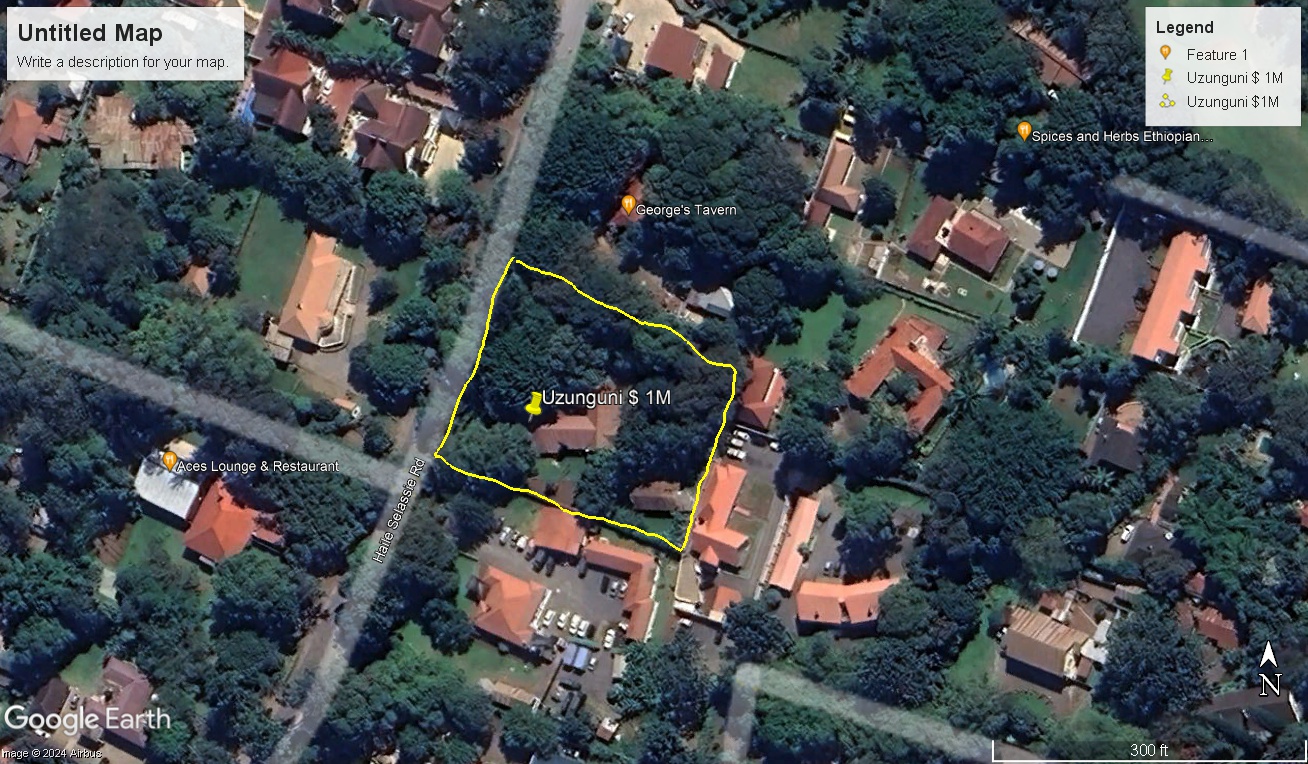 Untitled Map
Write a description for your map.
Legend
Feature 1
Uzunguni $ 1M
Uzunguni $1M
Spices and Herbs Ethiopian...
George's Tavern
Uzunguni $ 1M
Aces Lounge & Restaurant
Haile Selassie Rd
N
Google Earth
Image © 2024 Airbus
300 ft